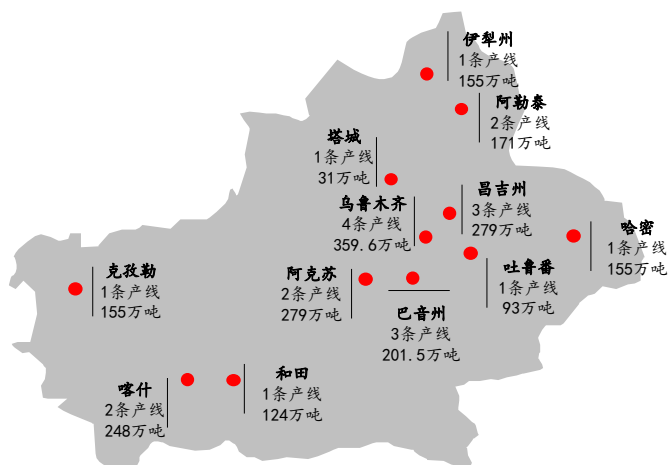 伊犁州
1条产线
155万吨
阿勒泰
2条产线
171万吨
塔城
1条产线
31万吨
昌吉州
3条产线
279万吨
乌鲁木齐
4条产线
359.6万吨
哈密
1条产线
155万吨
克孜勒
1条产线
155万吨
阿克苏
2条产线
279万吨
吐鲁番
1条产线
93万吨
巴音州
3条产线
201.5万吨
和田
1条产线
124万吨
喀什
2条产线
248万吨